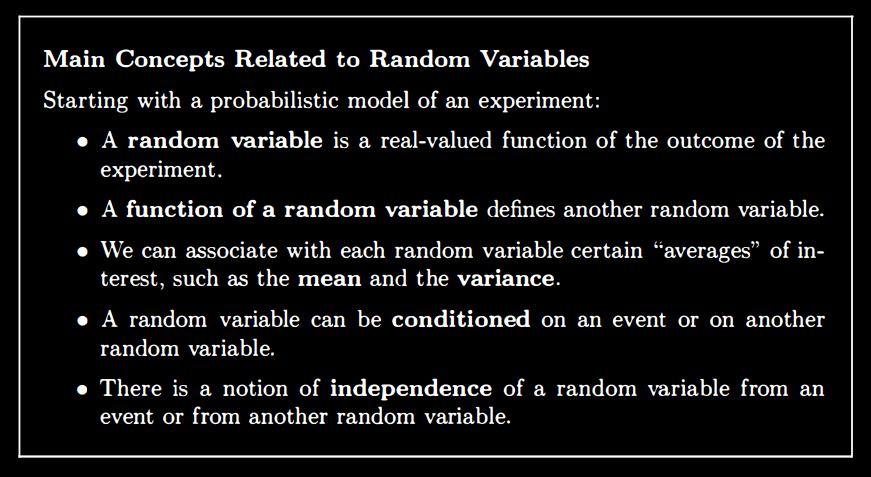 Main Concepts Related to Random Variables
Starting with a probabilistic model of an experiment:
• A random variable is a real-valued function of the outcome of the
experiment.
• A function of a random variable defines another random variable.
• We can associate with each random variable certain “averages” of in-
terest, such as the mean and the variance.
• A random variable can be conditioned on an event or on another
random variable.
• There is a notion of independence of a random variable from an
event or from another random variable.